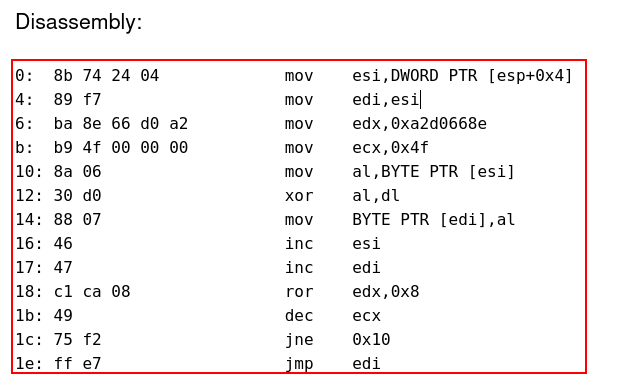 Disassembly:
0:  8b 74 24 04             mov    esi,DWORD PTR [esp+0x4]
4:  89 f7                   mov    edi,esi
6:  ba 8e 66 d0 a2          mov    edx,0xa2d0668e
b:  b9 4f 00 00 00          mov    ecx,0x4f
10: 8a 06                   mov    al,BYTE PTR [esi]
12: 30 d0                   xor    al,dl
14: 88 07                   mov    BYTE PTR [edi],al
16: 46                      inc    esi
17: 47                      inc    edi
18: c1 ca 08                ror    edx,0x8
1b: 49                      dec    ecx
1c: 75 f2                   jne    0x10
1e: ff e7                   jmp    edi